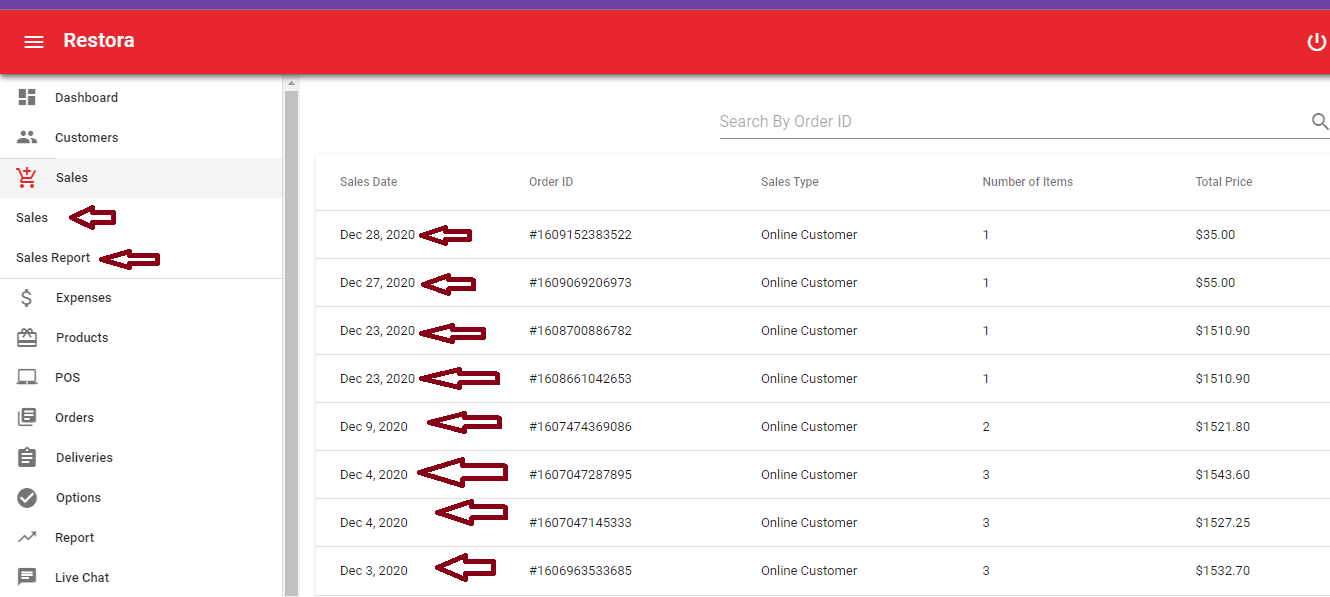 Restora
Dashboard
Customers
Sales
Sales
Sales Report
Expenses
Products
POS
Orders
Deliveries
Options
Report
Live Chat
Search By Order ID
Sales Date Order ID Sales Type Number of Items Total Price
Dec 28, 2020 #1609152383522 Online Customer 1 $35.00
Dec 27, 2020 #1609069206973 Online Customer 1 $55.00
Dec 23, 2020 #1608700886782 Online Customer 1 $1510.90
Dec 23, 2020 #1608661042653 Online Customer 1 $1510.90
Dec 9, 2020 #1607474369086 Online Customer 2 $1521.80
Dec 4, 2020 #1607047287895 Online Customer 3 $1543.60
Dec 4, 2020 #1607047145333 Online Customer 3 $1527.25
Dec 3, 2020 #1606963533685 Online Customer 3 $1532.70